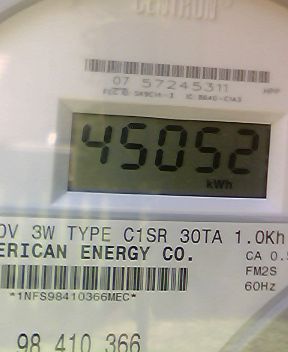 CENTRON
07 57245311
45052
kWh
0V 3W TYPE C1SR 30TA 1.0Kh
ERICAN ENERGY CO.
CA 0.5
FM2S
60Hz
*1NFS98410366MEC*
98 410 366